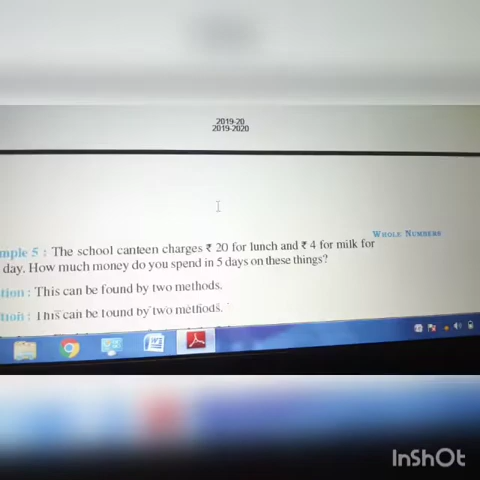 2019-20
2019-2020
WHOLE NUMBERS
mple 5 : The school canteen charges ₹ 20 for lunch and ₹ 4 for milk for
day. How much money do you spend in 5 days on these things?
tion : This can be found by two methods.
tion : This can be found by two methods.
InShOt